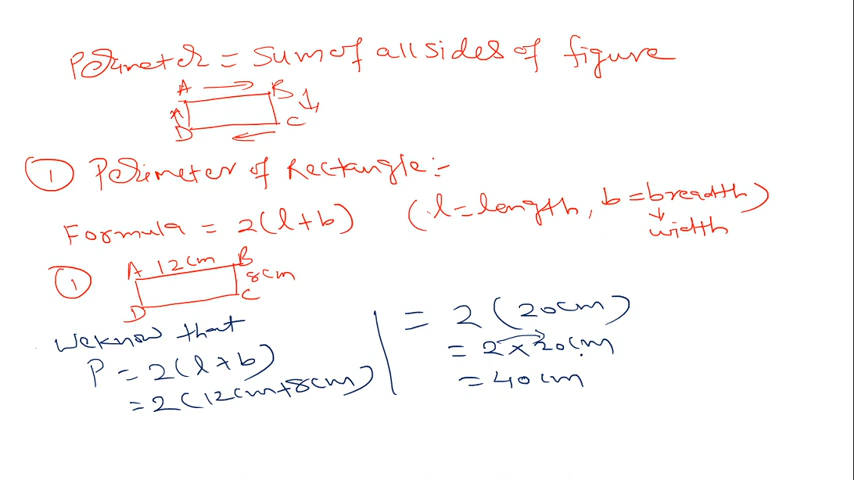 Perimeter = Sum of all sides of figure
A B
D C
① Perimeter of Rectangle:-
Formula = 2(l+b) (l=length, b=breadth)
width
① A 12cm B
8cm
D C
We know that
P = 2(l+b)
= 2(12cm+8cm)
= 2(20cm)
= 2×20cm
= 40cm